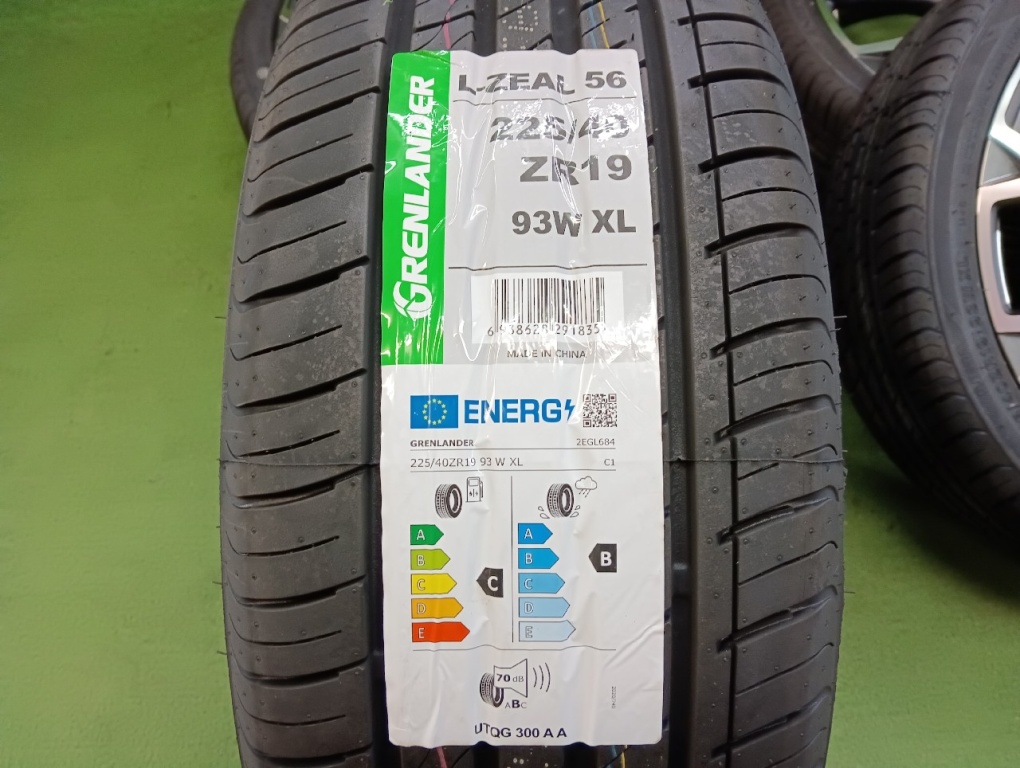 GRENLANDER
L-ZEAL 56
225/40
ZR19
93W XL
MADE IN CHINA
ENERG
GRENLANDER 2EGL684
225/40ZR19 93 W XL C1
A A
B B B
C C C
D D
E E
70 dB
ABC
UTQG 300 A A